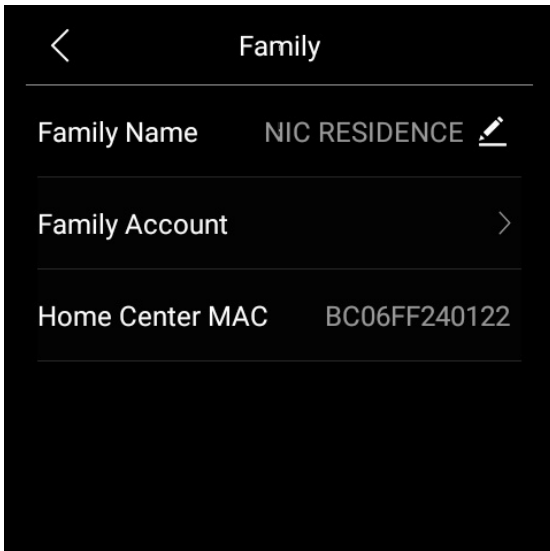 Family
Family Name NIC RESIDENCE
Family Account
Home Center MAC BC06FF240122